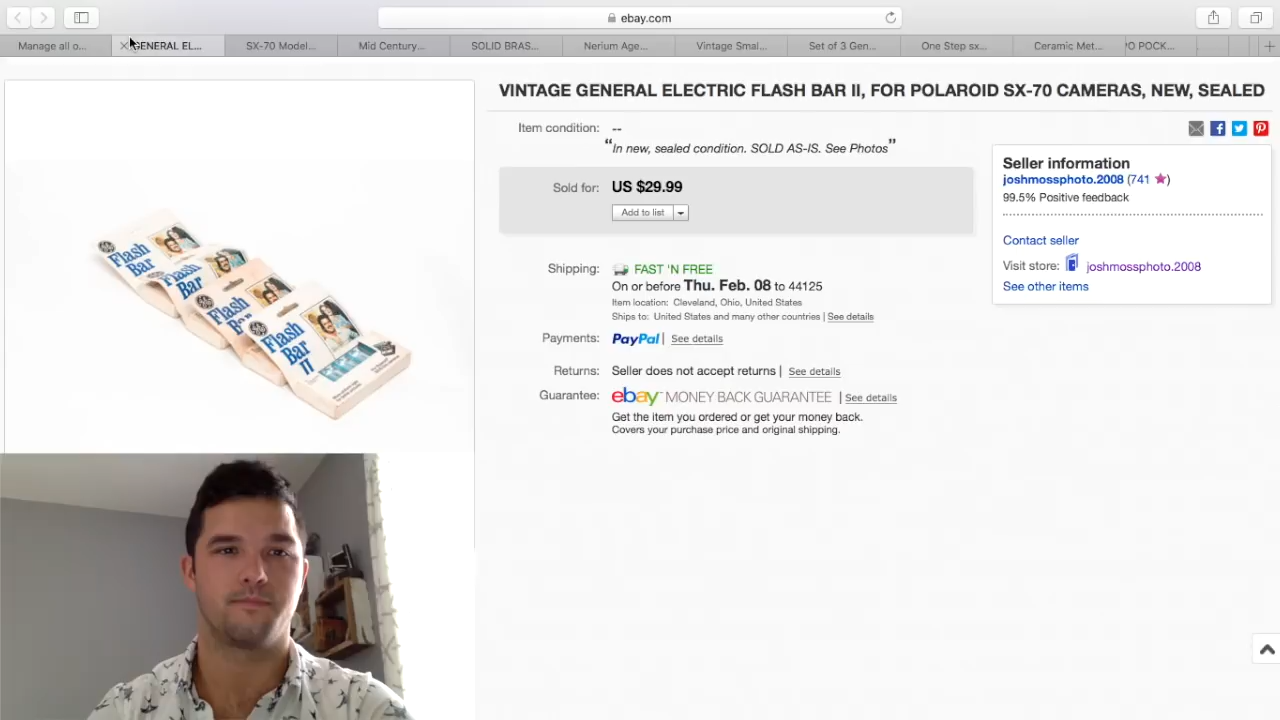 ebay.com
Manage all o...
GENERAL EL...
SX-70 Model...
Mid Century...
SOLID BRAS...
Nerium Age...
Vintage Smal...
Set of 3 Gen...
One Step sx...
Ceramic Met...
O POCK...
VINTAGE GENERAL ELECTRIC FLASH BAR II, FOR POLAROID SX-70 CAMERAS, NEW, SEALED
Item condition: --
"In new, sealed condition. SOLD AS-IS. See Photos"
Sold for: US $29.99
Add to list
Shipping: FAST 'N FREE
On or before Thu. Feb. 08 to 44125
Item location: Cleveland, Ohio, United States
Ships to: United States and many other countries | See details
Payments: PayPal | See details
Returns: Seller does not accept returns | See details
Guarantee: ebay MONEY BACK GUARANTEE | See details
Get the item you ordered or get your money back.
Covers your purchase price and original shipping.
Seller information
joshmossphoto.2008 (741)
99.5% Positive feedback
Contact seller
Visit store: joshmossphoto.2008
See other items
Flash
Bar
Flash
Bar
Flash
Flash
Bar
II